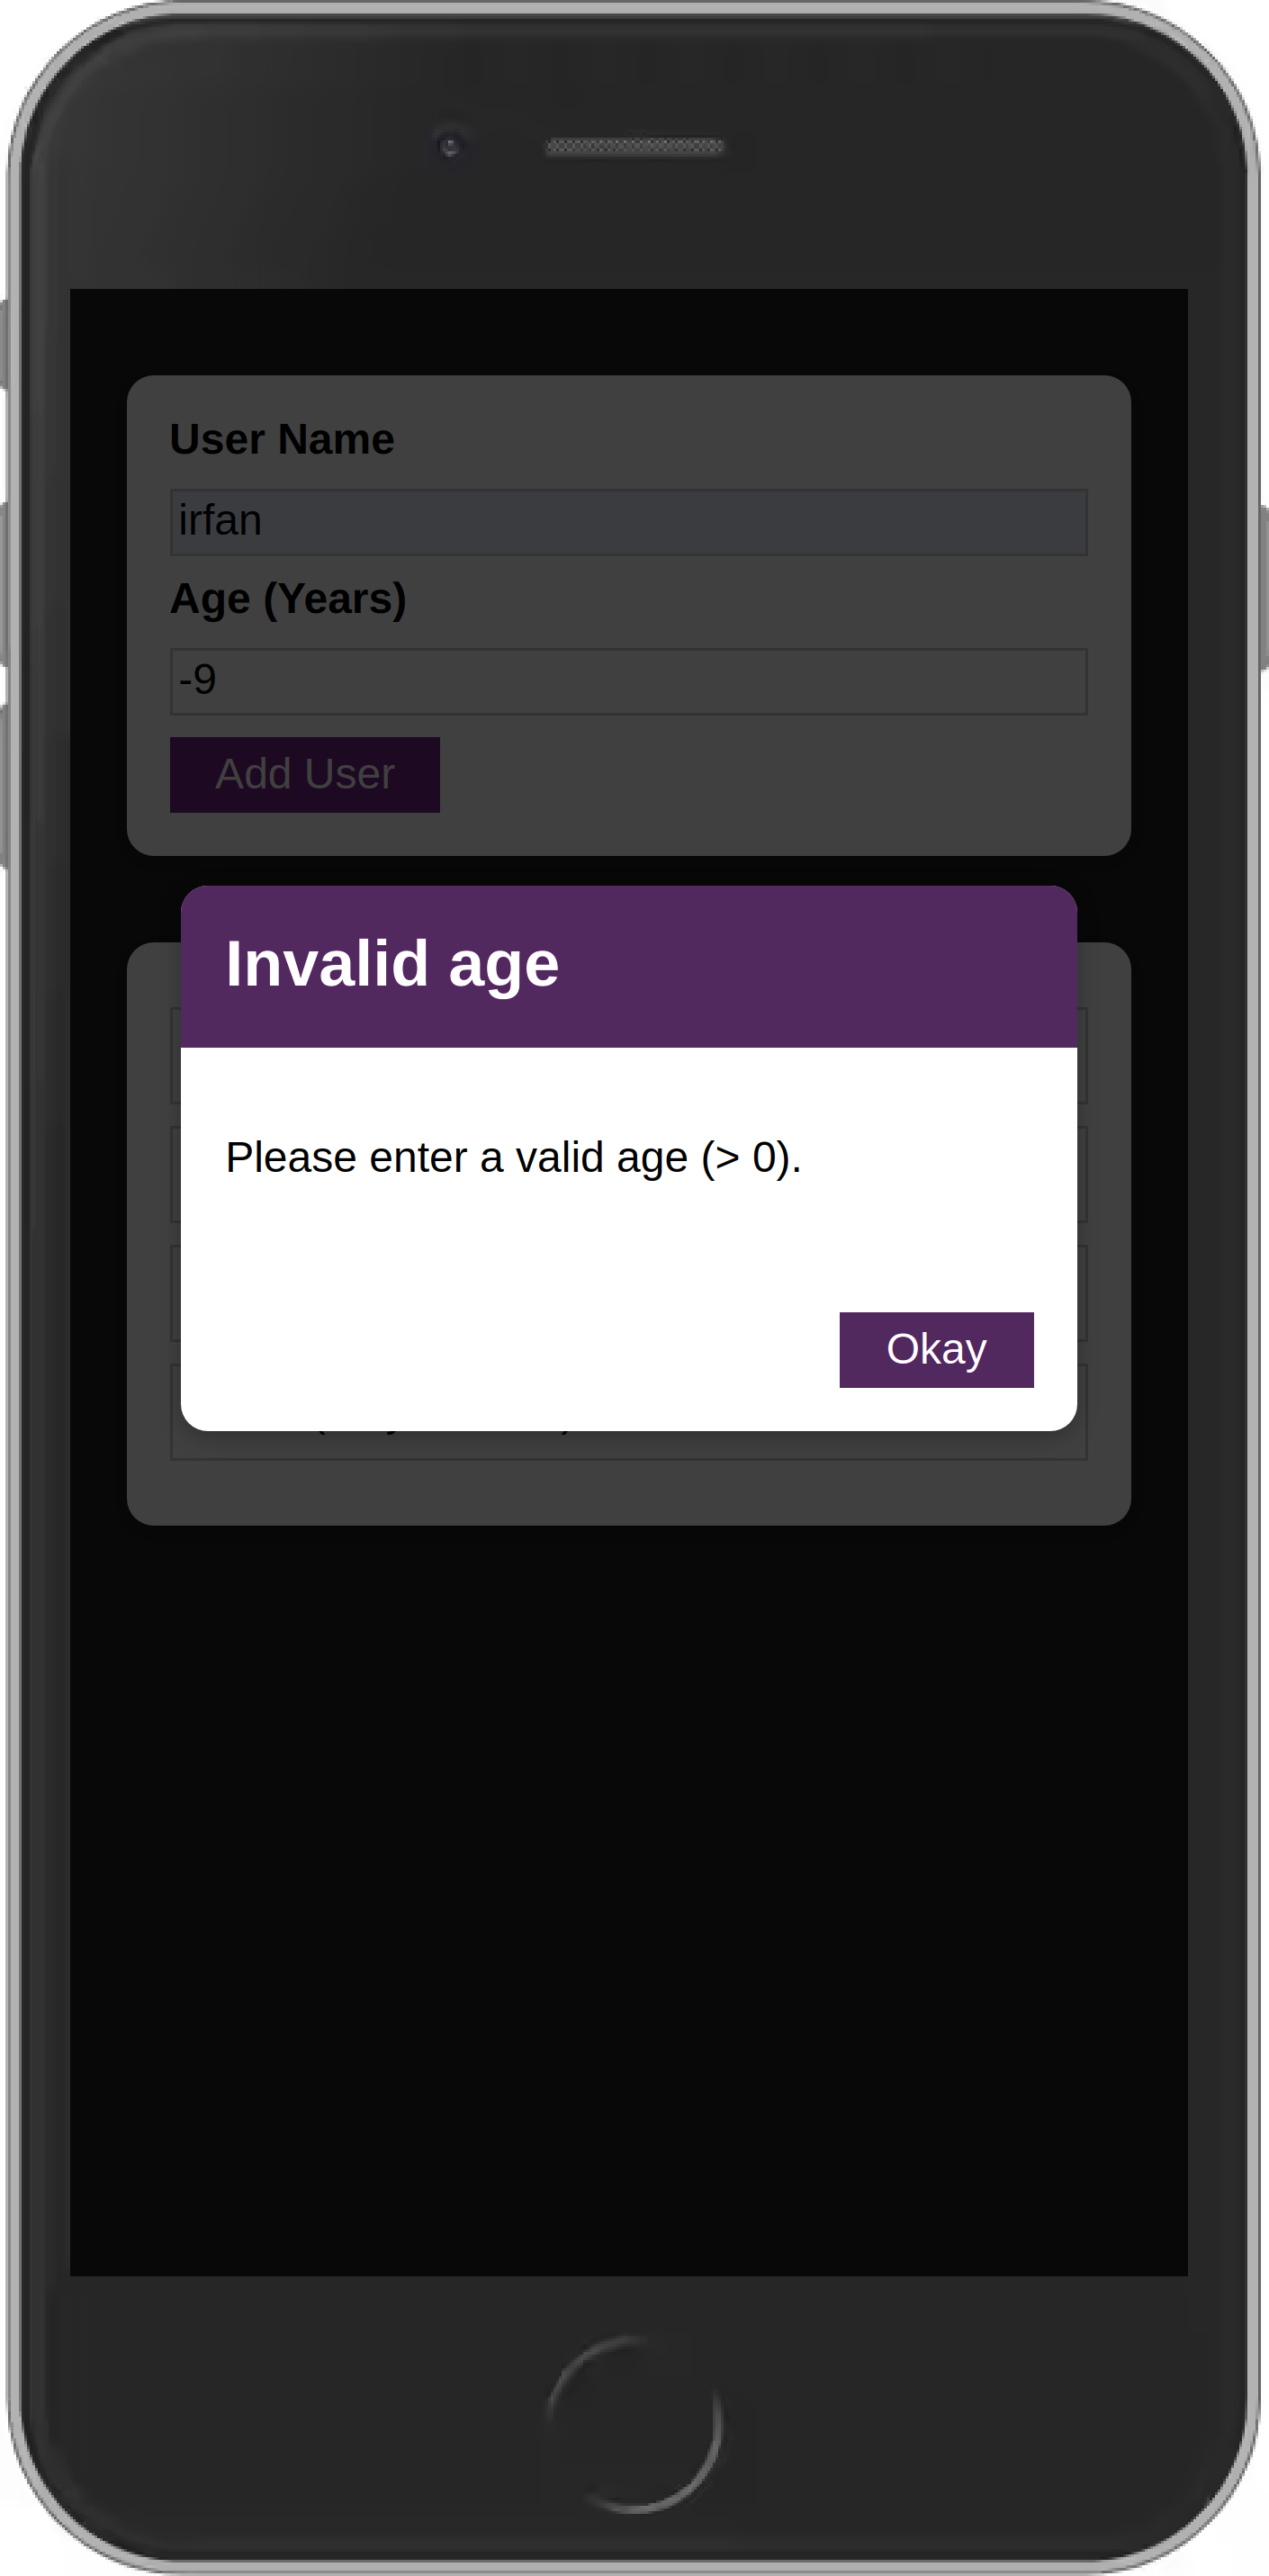 User Name
irfan
Age (Years)
-9
Add User
Invalid age
Please enter a valid age (> 0).
Okay